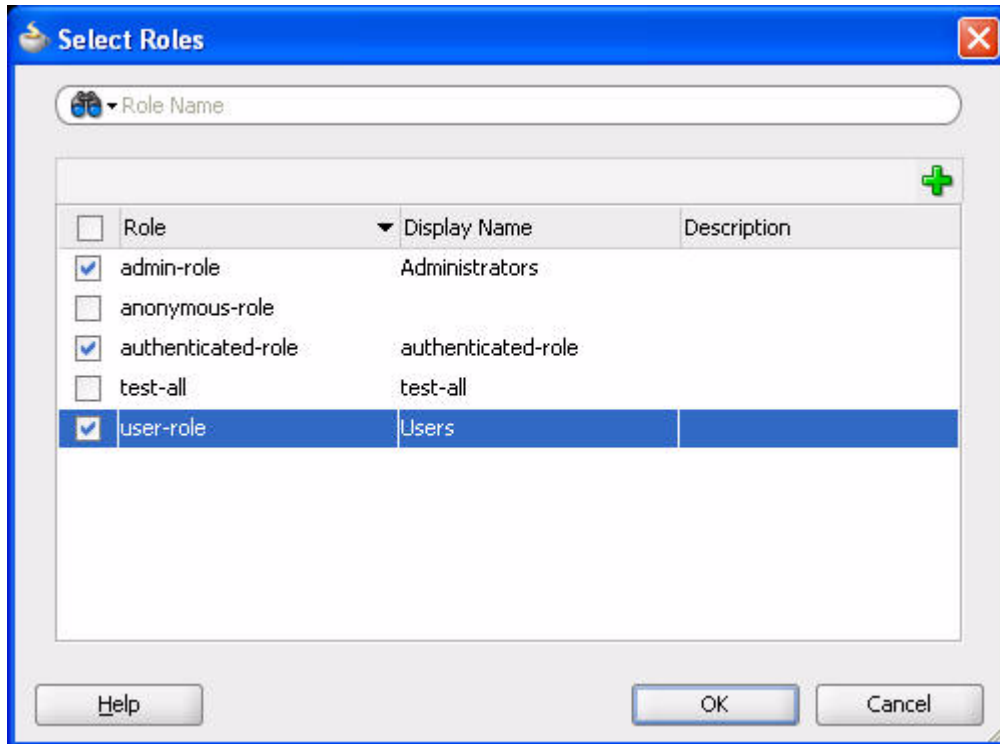 Select Roles
Role Name
Role Display Name Description
admin-role Administrators
anonymous-role
authenticated-role authenticated-role
test-all test-all
user-role Users
Help OK Cancel